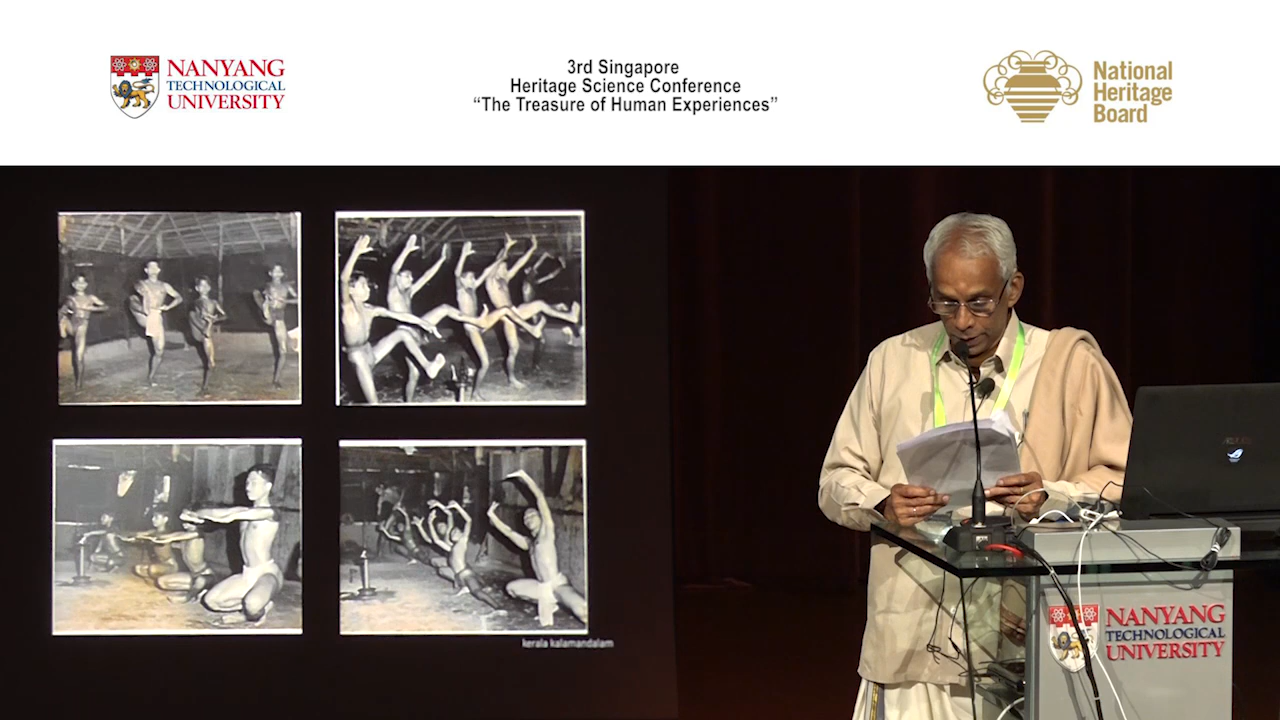 NANYANG
TECHNOLOGICAL
UNIVERSITY
3rd Singapore
Heritage Science Conference
“The Treasure of Human Experiences”
National
Heritage
Board
kerala kalamandalam
NANYANG
TECHNOLOGICAL
UNIVERSITY